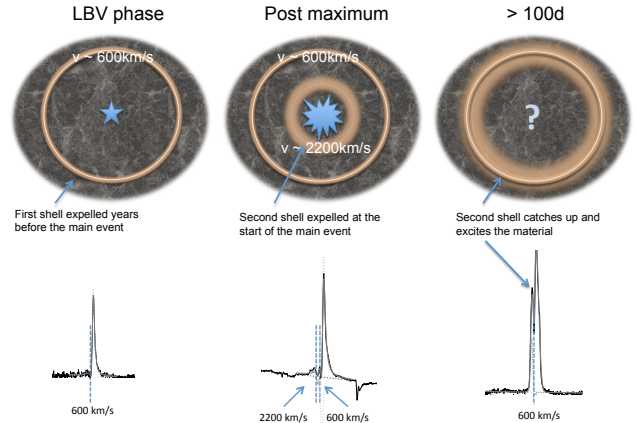 LBV phase
Post maximum
> 100d
v ~ 600km/s
v ~ 600km/s
?
v ~ 2200km/s
First shell expelled years
before the main event
Second shell expelled at the
start of the main event
Second shell catches up and
excites the material
600 km/s
2200 km/s
600 km/s
600 km/s